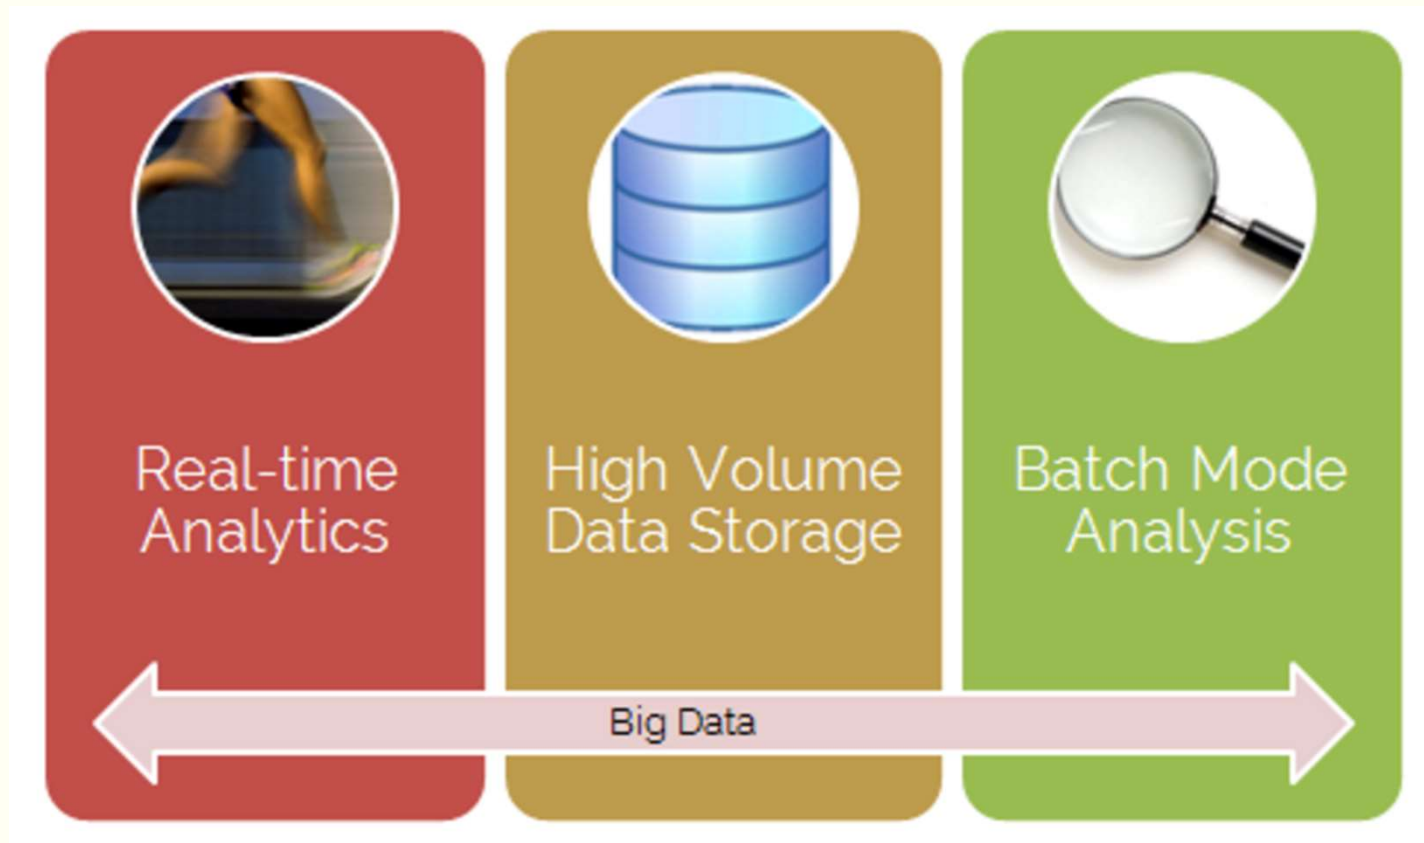 Real-time
Analytics
High Volume
Data Storage
Batch Mode
Analysis
Big Data